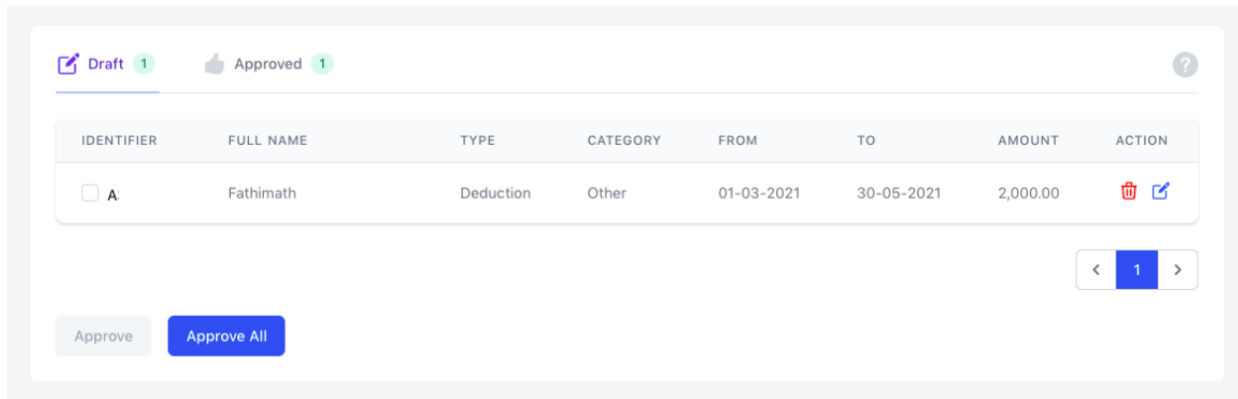 Draft 1 Approved 1 ?
IDENTIFIER FULL NAME TYPE CATEGORY FROM TO AMOUNT ACTION
A Fathimath Deduction Other 01-03-2021 30-05-2021 2,000.00
< 1 >
Approve Approve All